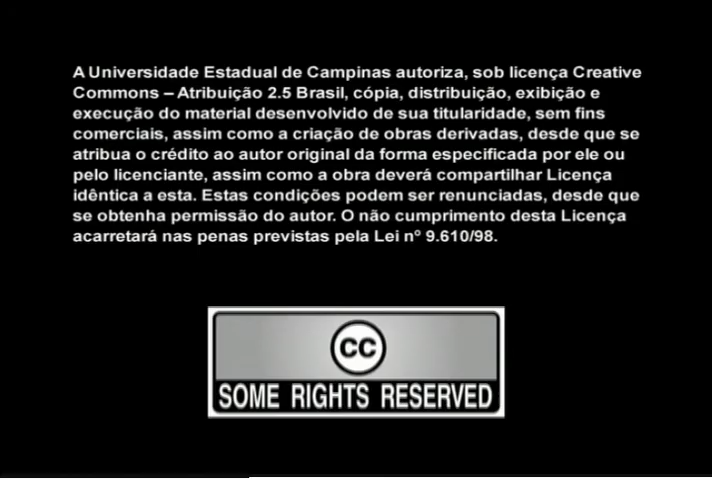 A Universidade Estadual de Campinas autoriza, sob licença Creative
Commons – Atribuição 2.5 Brasil, cópia, distribuição, exibição e
execução do material desenvolvido de sua titularidade, sem fins
comerciais, assim como a criação de obras derivadas, desde que se
atribua o crédito ao autor original da forma especificada por ele ou
pelo licenciante, assim como a obra deverá compartilhar Licença
idêntica a esta. Estas condições podem ser renunciadas, desde que
se obtenha permissão do autor. O não cumprimento desta Licença
acarretará nas penas previstas pela Lei nº 9.610/98.
CC
SOME RIGHTS RESERVED